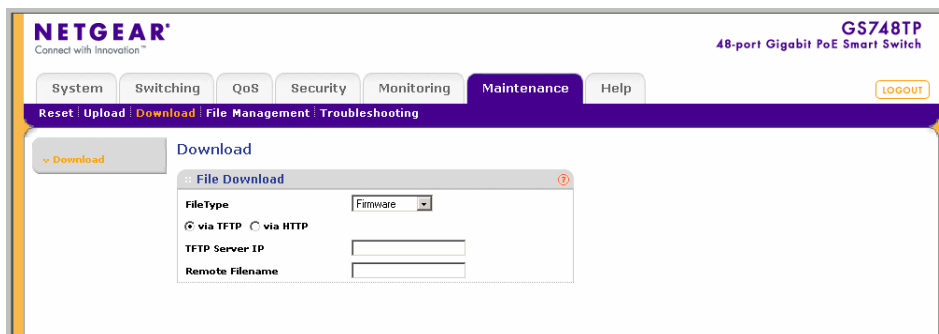 NETGEAR®
Connect with Innovation™
GS748TP
48-port Gigabit PoE Smart Switch
System Switching QoS Security Monitoring Maintenance Help LOGOUT
Reset Upload Download File Management Troubleshooting
Download
Download
File Download ?
FileType Firmware
via TFTP via HTTP
TFTP Server IP
Remote Filename